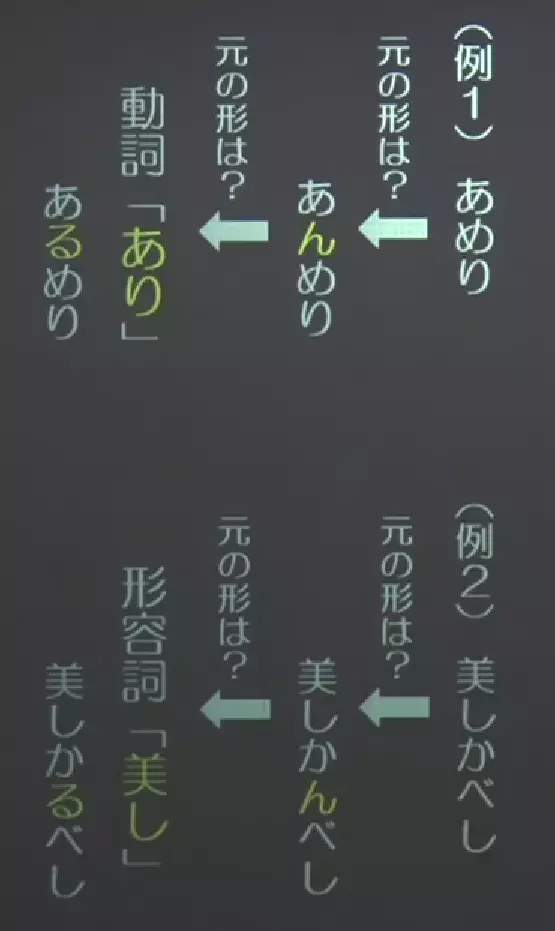 (例1) あめり
元の形は?
あんめり
元の形は?
動詞「あり」
あるめり
(例2) 美しかべし
元の形は?
美しかんべし
元の形は?
形容詞「美し」
美しかるべし